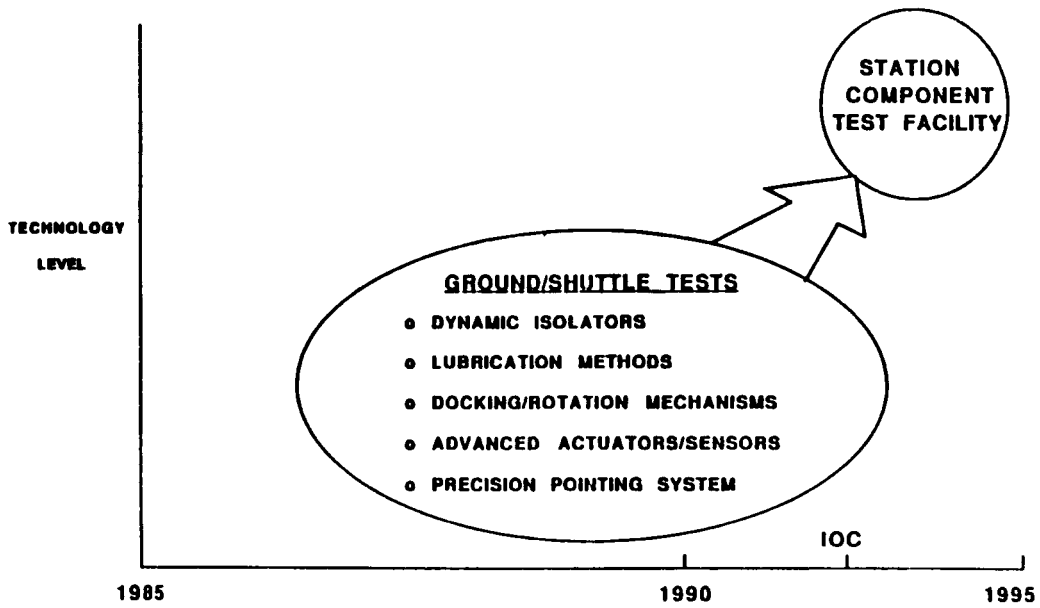 STATION
COMPONENT
TEST FACILITY
TECHNOLOGY
LEVEL
GROUND/SHUTTLE TESTS
o DYNAMIC ISOLATORS
o LUBRICATION METHODS
o DOCKING/ROTATION MECHANISMS
o ADVANCED ACTUATORS/SENSORS
o PRECISION POINTING SYSTEM
IOC
1985
1990
1995